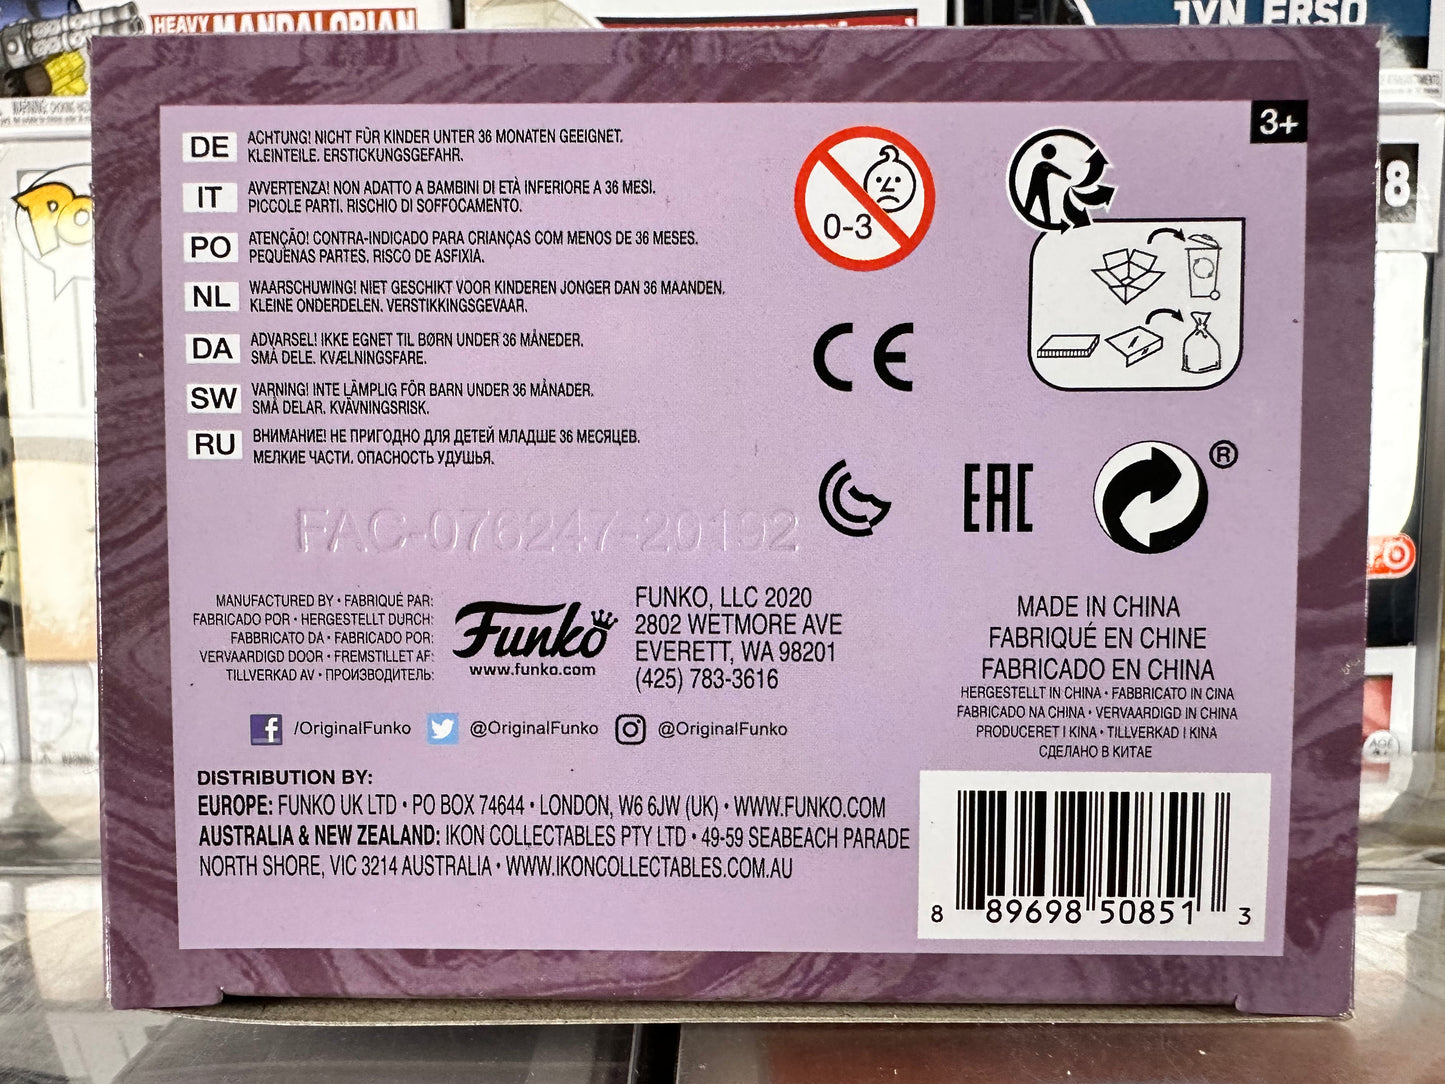 HEAVY MANDALORIAN
JYN ERSO
8
3+
DE ACHTUNG! NICHT FÜR KINDER UNTER 36 MONATEN GEEIGNET.
KLEINTEILE. ERSTICKUNGSGEFAHR.
IT AVVERTENZA! NON ADATTO A BAMBINI DI ETÀ INFERIORE A 36 MESI.
PICCOLE PARTI. RISCHIO DI SOFFOCAMENTO.
PO ATENÇÃO! CONTRA-INDICADO PARA CRIANÇAS COM MENOS DE 36 MESES.
PEQUENAS PARTES. RISCO DE ASFIXIA.
NL WAARSCHUWING! NIET GESCHIKT VOOR KINDEREN JONGER DAN 36 MAANDEN.
KLEINE ONDERDELEN. VERSTIKKINGSGEVAAR.
DA ADVARSEL! IKKE EGNET TIL BØRN UNDER 36 MÅNEDER.
SMÅ DELE. KVÆLNINGSFARE.
SW VARNING! INTE LÄMPLIG FÖR BARN UNDER 36 MÅNADER.
SMÅ DELAR. KVÄVNINGSRISK.
RU ВНИМАНИЕ! НЕ ПРИГОДНО ДЛЯ ДЕТЕЙ МЛАДШЕ 36 МЕСЯЦЕВ.
МЕЛКИЕ ЧАСТИ. ОПАСНОСТЬ УДУШЬЯ.
0-3
CE
EAC
®
FAC-076247-20192
MANUFACTURED BY • FABRIQUÉ PAR:
FABRICADO POR • HERGESTELLT DURCH:
FABBRICATO DA • FABRICADO POR:
VERVAARDIGD DOOR • FREMSTILLET AF:
TILLVERKAD AV • ПРОИЗВОДИТЕЛЬ:
Funko
www.funko.com
FUNKO, LLC 2020
2802 WETMORE AVE
EVERETT, WA 98201
(425) 783-3616
MADE IN CHINA
FABRIQUÉ EN CHINE
FABRICADO EN CHINA
HERGESTELLT IN CHINA • FABBRICATO IN CINA
FABRICADO NA CHINA • VERVAARDIGD IN CHINA
PRODUCERET I KINA • TILLVERKAD I KINA
СДЕЛАНО В КИТАЕ
/OriginalFunko @OriginalFunko @OriginalFunko
DISTRIBUTION BY:
EUROPE: FUNKO UK LTD • PO BOX 74644 • LONDON, W6 6JW (UK) • WWW.FUNKO.COM
AUSTRALIA & NEW ZEALAND: IKON COLLECTABLES PTY LTD • 49-59 SEABEACH PARADE
NORTH SHORE, VIC 3214 AUSTRALIA • WWW.IKONCOLLECTABLES.COM.AU
8 89698 50851 3